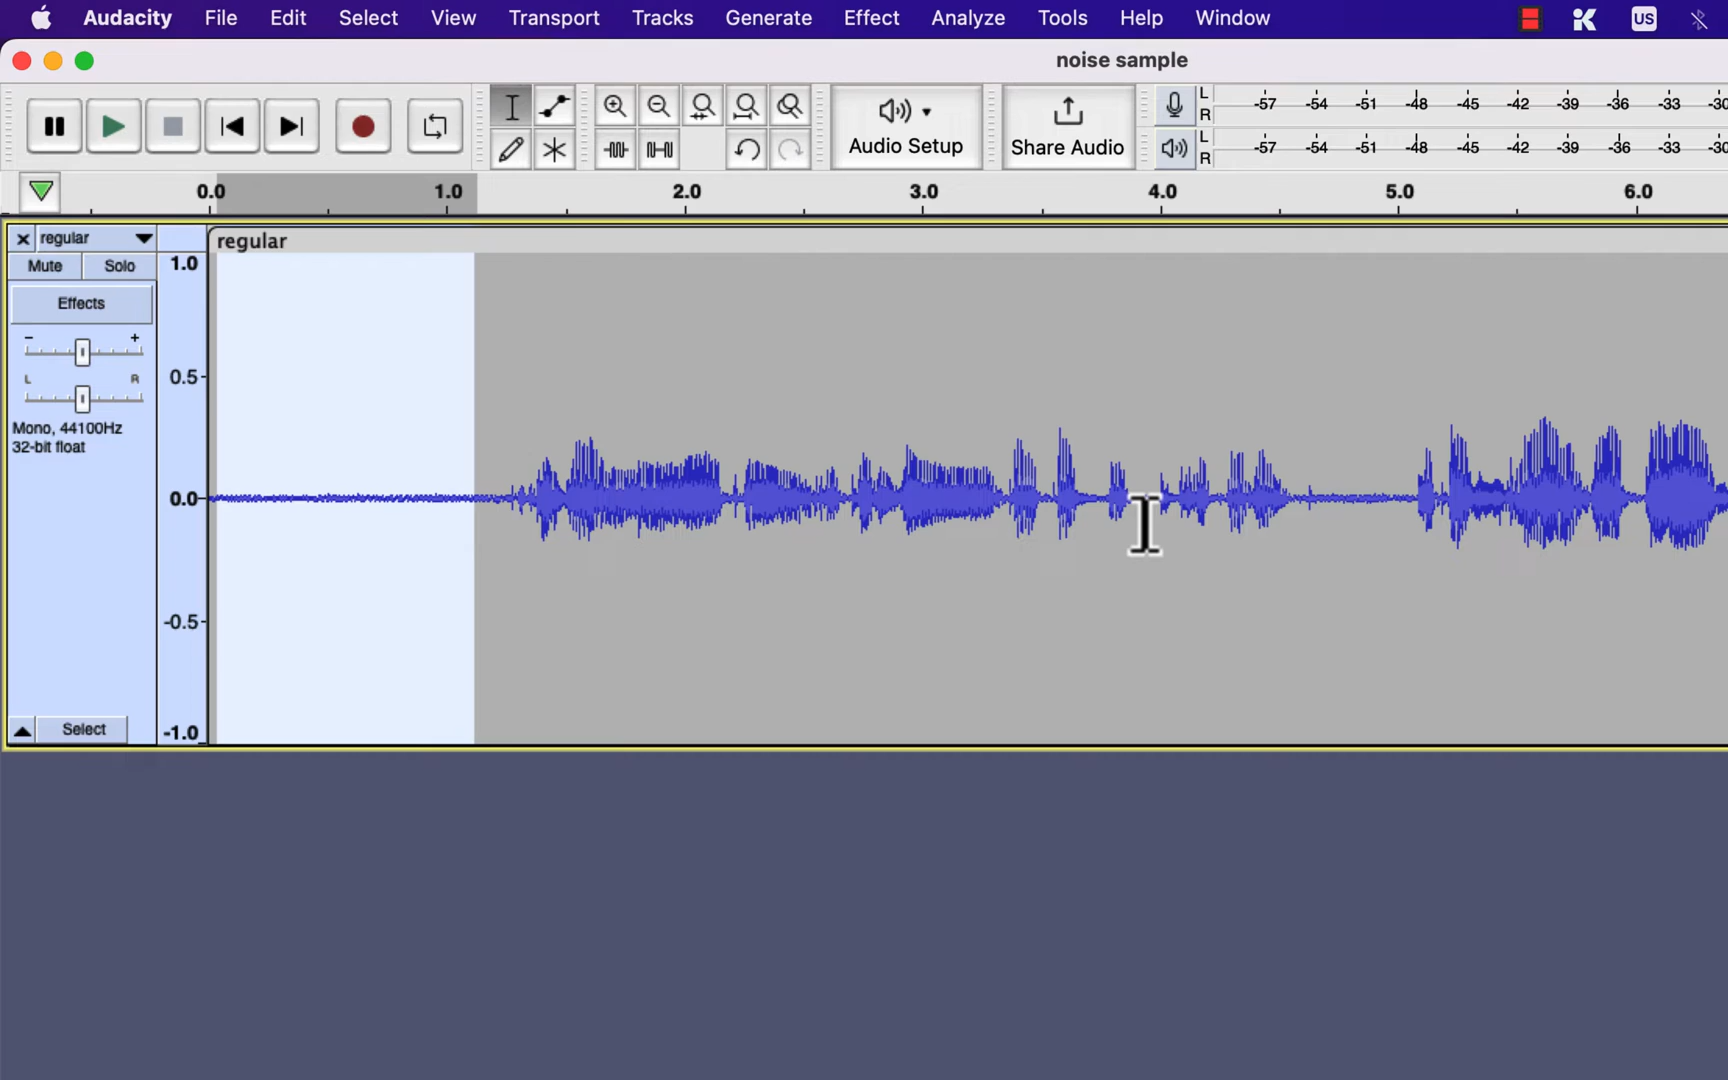 Audacity File Edit Select View Transport Tracks Generate Effect Analyze Tools Help Window US
noise sample
L -57 -54 -51 -48 -45 -42 -39 -36 -33 -30
R
Audio Setup Share Audio
L -57 -54 -51 -48 -45 -42 -39 -36 -33 -30
R
0.0 1.0 2.0 3.0 4.0 5.0 6.0
regular regular
Mute Solo 1.0
Effects
- +
L R 0.5
Mono, 44100Hz
32-bit float
0.0
-0.5
Select -1.0